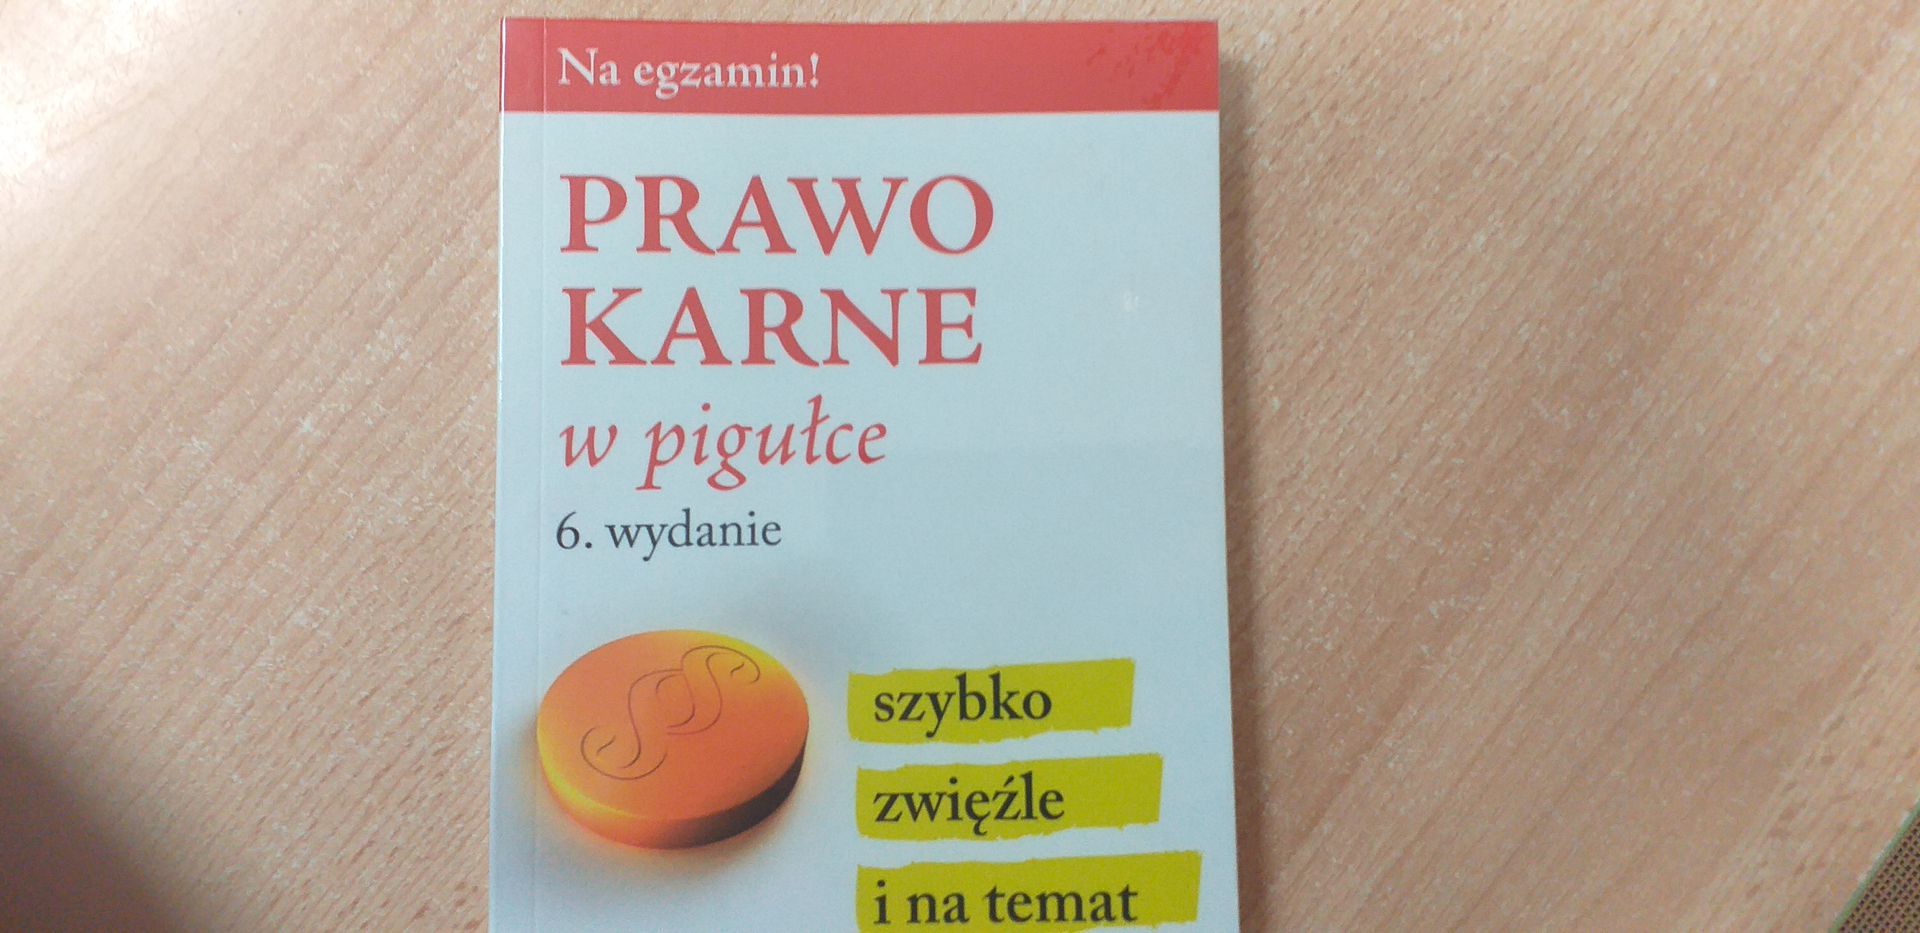 Na egzamin!
PRAWO
KARNE
w pigułce
6. wydanie
szybko
zwięźle
i na temat